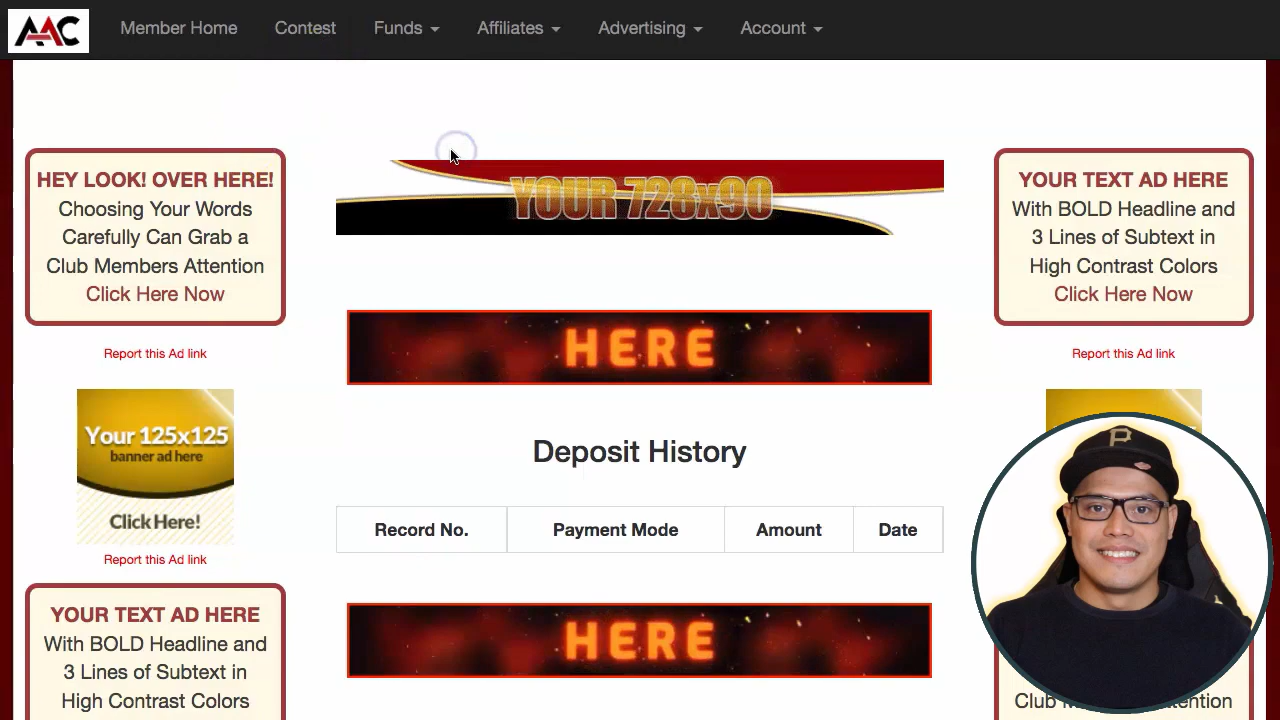 AAC
Member Home Contest Funds Affiliates Advertising Account
HEY LOOK! OVER HERE!
Choosing Your Words
Carefully Can Grab a
Club Members Attention
Click Here Now
Report this Ad link
Your 125x125
banner ad here
Click Here!
Report this Ad link
YOUR TEXT AD HERE
With BOLD Headline and
3 Lines of Subtext in
High Contrast Colors
YOUR 728x90
HERE
Deposit History
Record No. Payment Mode Amount Date
HERE
YOUR TEXT AD HERE
With BOLD Headline and
3 Lines of Subtext in
High Contrast Colors
Click Here Now
Report this Ad link
P